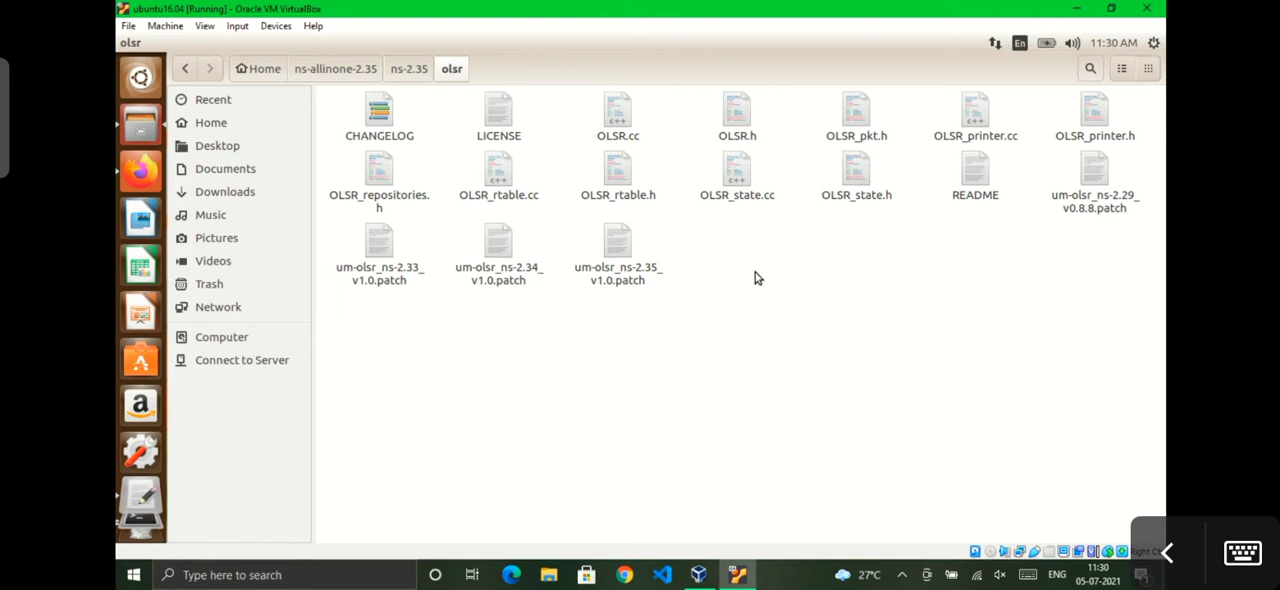 ubuntu16.04 [Running] - Oracle VM VirtualBox
File Machine View Input Devices Help
olsr
En
11:30 AM
Home ns-allinone-2.35 ns-2.35 olsr
Recent
Home
Desktop
Documents
Downloads
Music
Pictures
Videos
Trash
Network
Computer
Connect to Server
CHANGELOG
LICENSE
OLSR.cc
OLSR.h
OLSR_pkt.h
OLSR_printer.cc
OLSR_printer.h
OLSR_repositories.
h
OLSR_rtable.cc
OLSR_rtable.h
OLSR_state.cc
OLSR_state.h
README
um-olsr_ns-2.29_
v0.8.8.patch
um-olsr_ns-2.33_
v1.0.patch
um-olsr_ns-2.34_
v1.0.patch
um-olsr_ns-2.35_
v1.0.patch
Right
Type here to search
27°C
ENG
11:30
05-07-2021